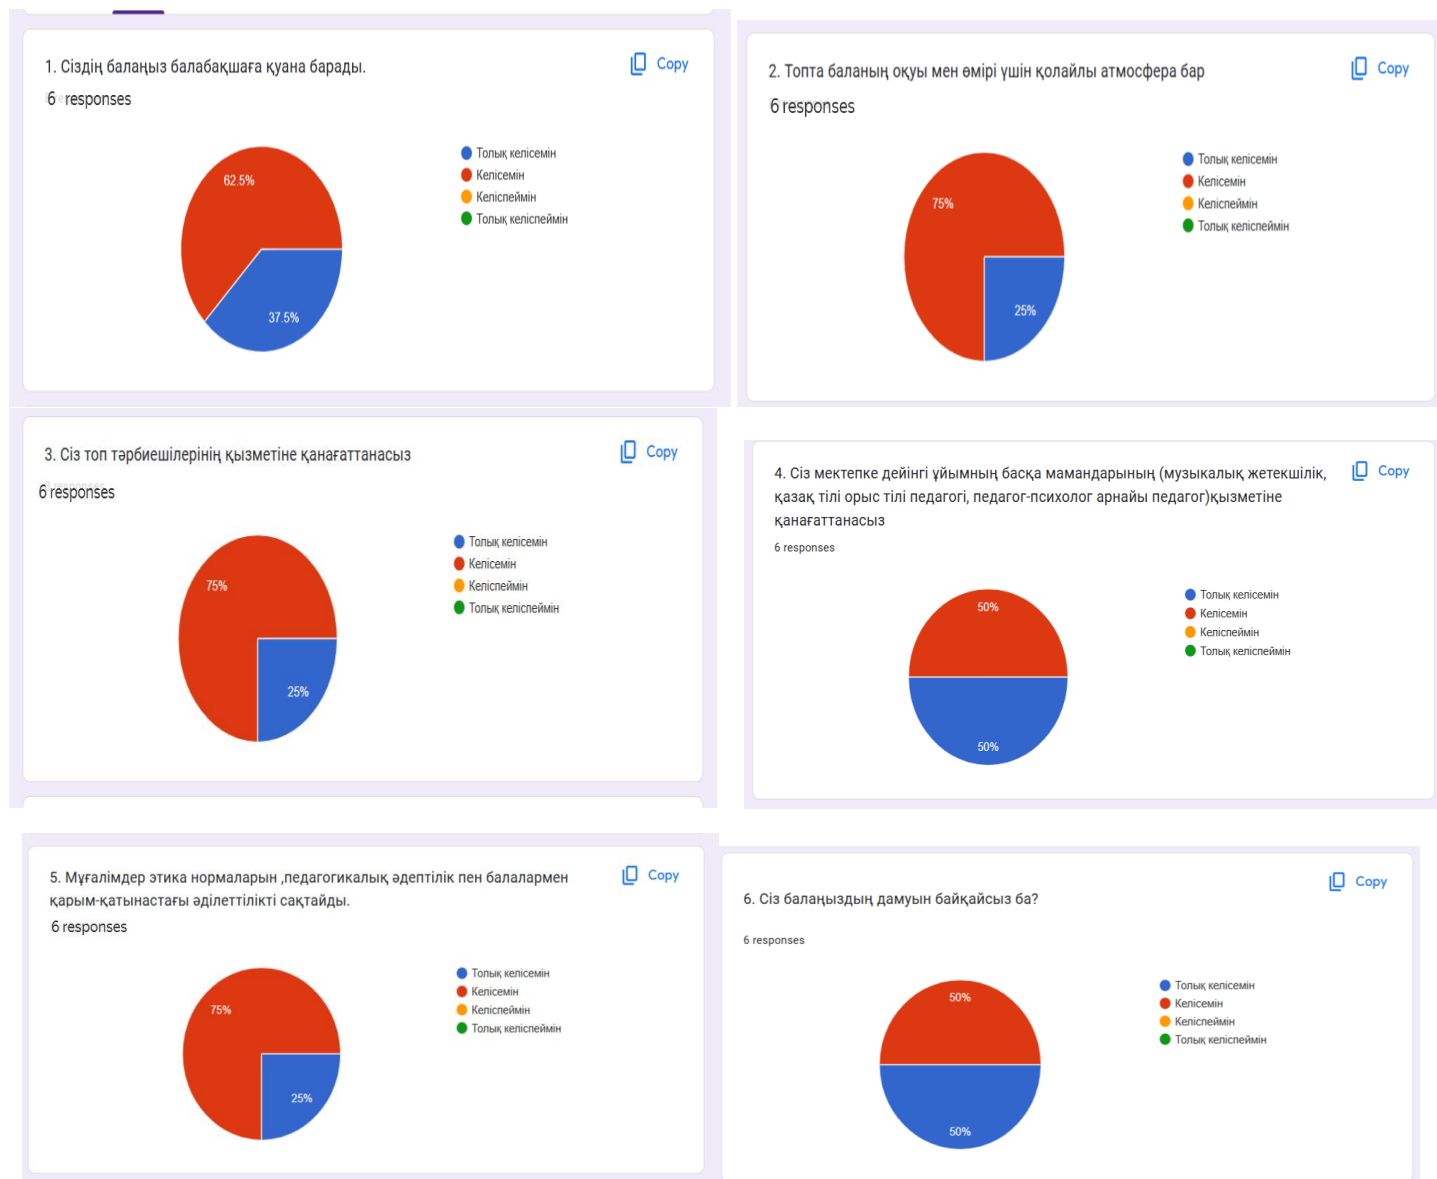 1. Сіздің балаңыз балабақшаға қуана барады.
Copy
6 responses
62.5%
37.5%
Толық келісемін
Келісемін
Келіспеймін
Толық келіспеймін
2. Топта баланың оқуы мен өмірі үшін қолайлы атмосфера бар
Copy
6 responses
75%
25%
Толық келісемін
Келісемін
Келіспеймін
Толық келіспеймін
3. Сіз топ тәрбиешілерінің қызметіне қанағаттанасыз
Copy
6 responses
75%
25%
Толық келісемін
Келісемін
Келіспеймін
Толық келіспеймін
4. Сіз мектепке дейінгі ұйымның басқа мамандарының (музыкалық жетекшілік,
қазақ тілі орыс тілі педагогі, педагог-психолог арнайы педагог)қызметіне
қанағаттанасыз
Copy
6 responses
50%
50%
Толық келісемін
Келісемін
Келіспеймін
Толық келіспеймін
5. Мұғалімдер этика нормаларын ,педагогикалық әдептілік пен балалармен
қарым-қатынастағы әділеттілікті сақтайды.
Copy
6 responses
75%
25%
Толық келісемін
Келісемін
Келіспеймін
Толық келіспеймін
6. Сіз балаңыздың дамуын байқайсыз ба?
Copy
6 responses
50%
50%
Толық келісемін
Келісемін
Келіспеймін
Толық келіспеймін